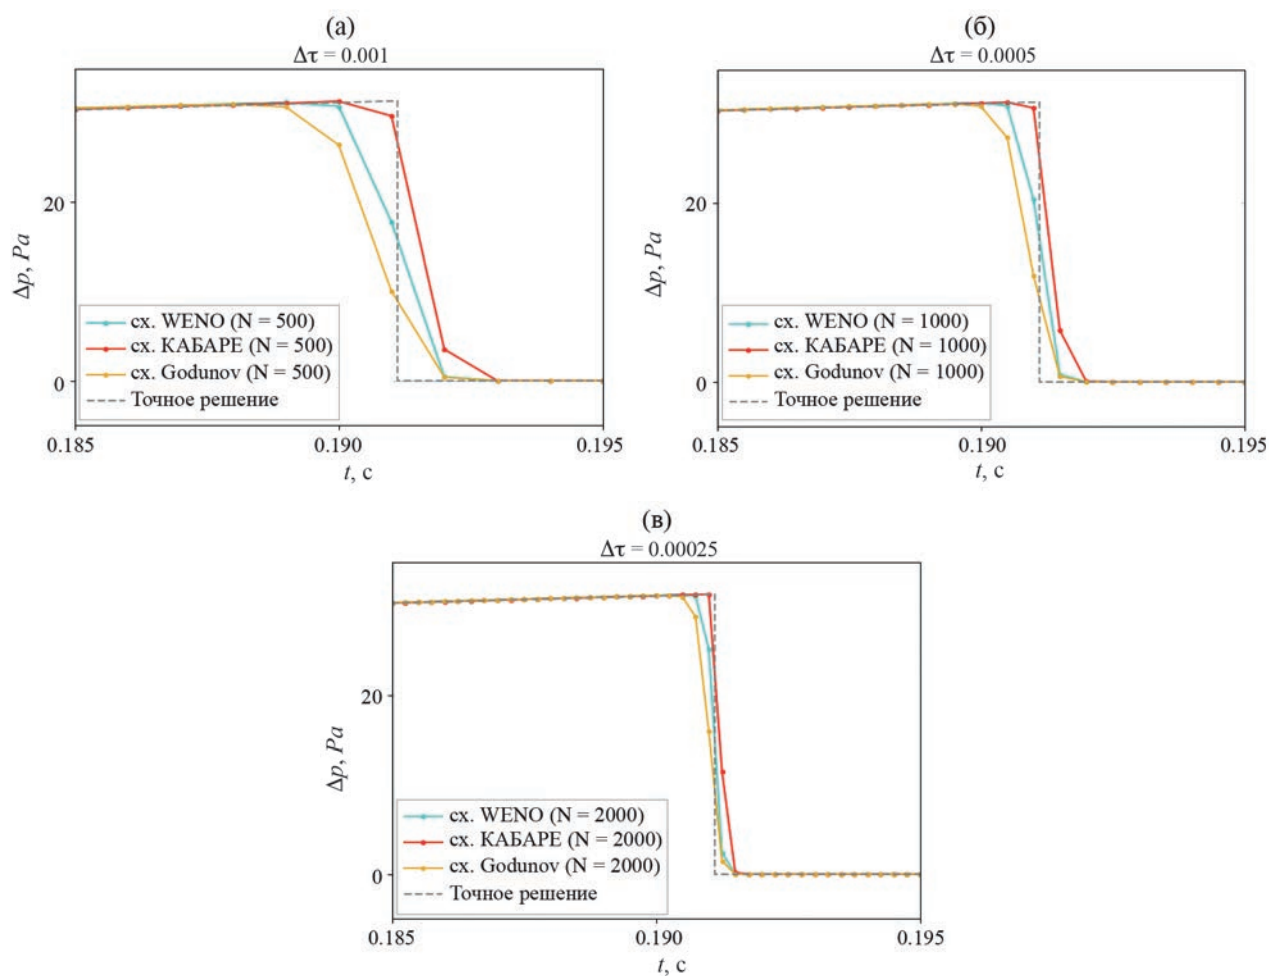 (а)
Δτ = 0.001
20
0
Δp, Pa
сх. WENO (N = 500)
сх. КАБАРЕ (N = 500)
сх. Godunov (N = 500)
Точное решение
0.185
0.190
0.195
t, с
(б)
Δτ = 0.0005
20
0
Δp, Pa
сх. WENO (N = 1000)
сх. КАБАРЕ (N = 1000)
сх. Godunov (N = 1000)
Точное решение
0.185
0.190
0.195
t, с
(в)
Δτ = 0.00025
20
0
Δp, Pa
сх. WENO (N = 2000)
сх. КАБАРЕ (N = 2000)
сх. Godunov (N = 2000)
Точное решение
0.185
0.190
0.195
t, с